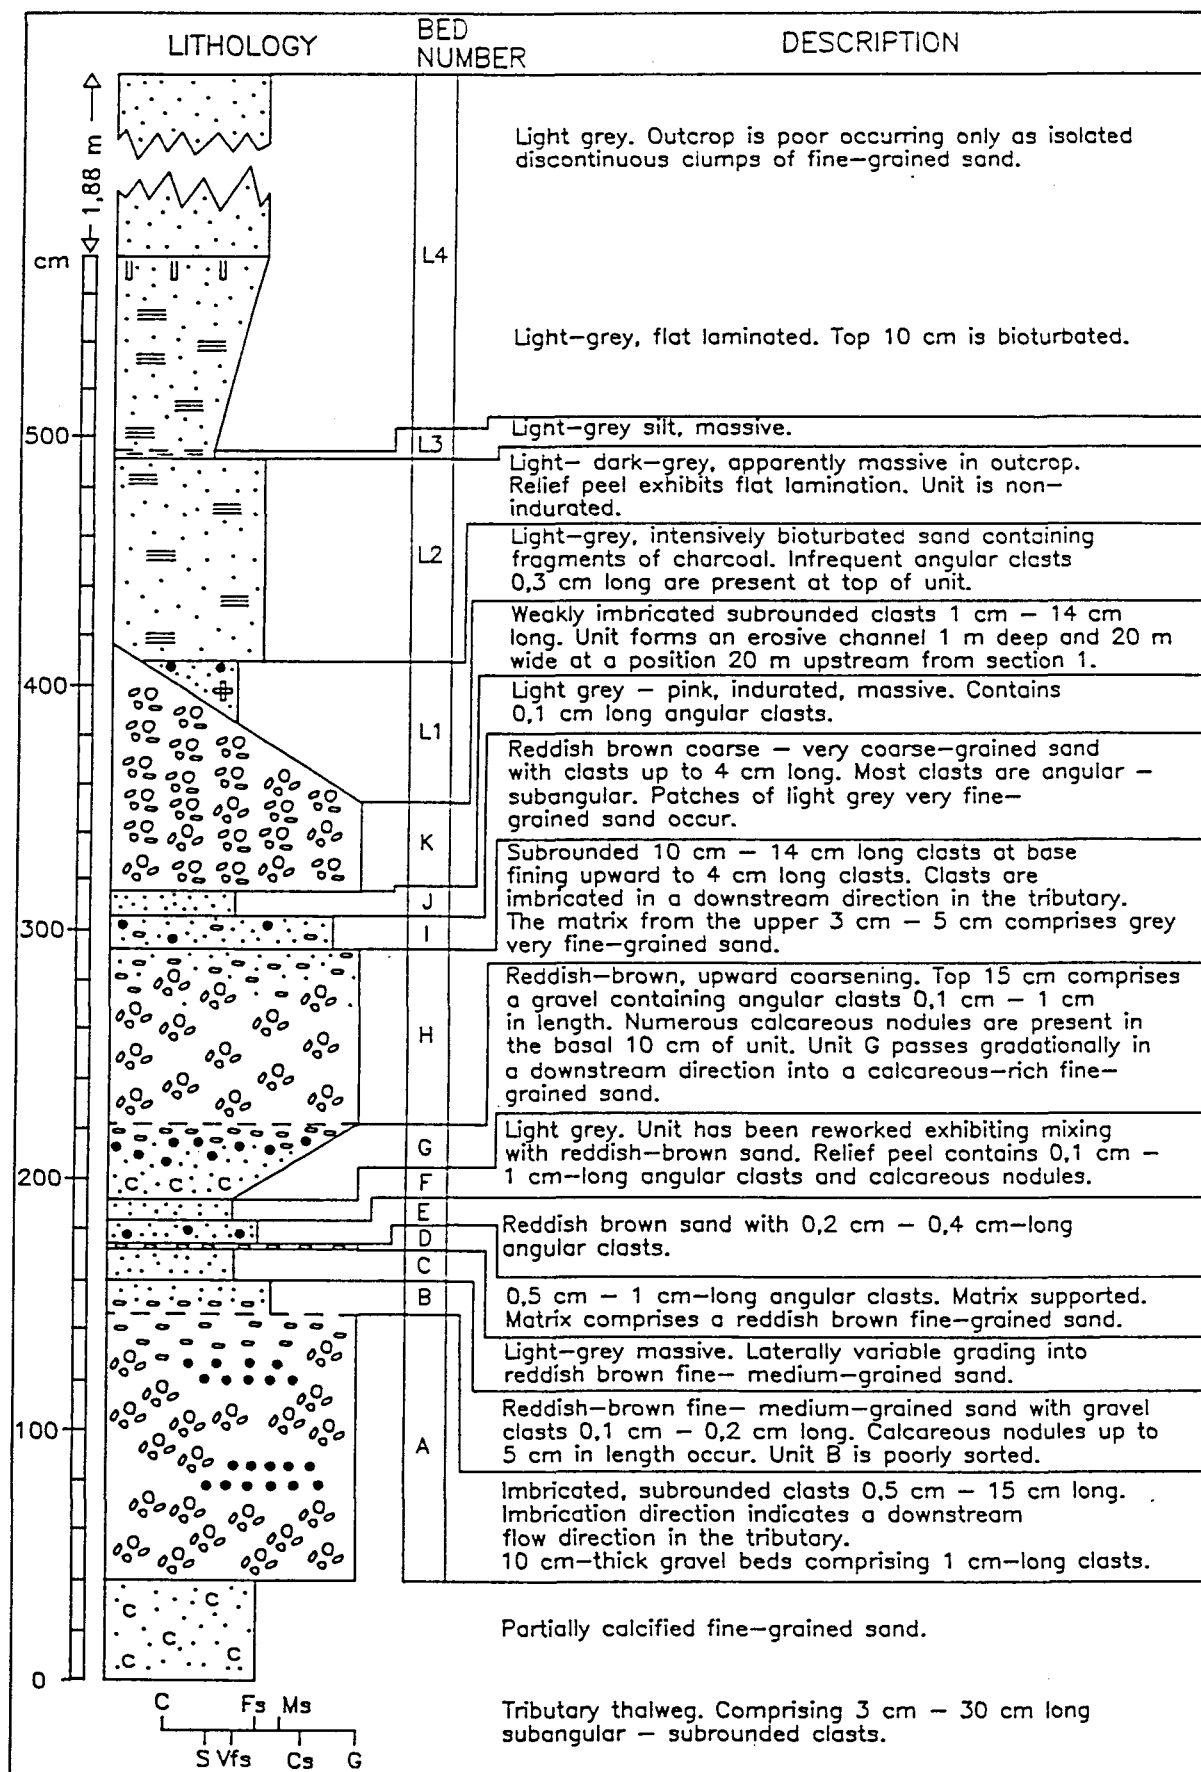 LITHOLOGY
BED
NUMBER
DESCRIPTION
1,88 m
Light grey. Outcrop is poor occurring only as isolated
discontinuous clumps of fine-grained sand.
cm
L4
Light-grey, flat laminated. Top 10 cm is bioturbated.
500
L3
Light-grey silt, massive.
Light- dark-grey, apparently massive in outcrop.
Relief peel exhibits flat lamination. Unit is non-
indurated.
L2
Light-grey, intensively bioturbated sand containing
fragments of charcoal. Infrequent angular clasts
0,3 cm long are present at top of unit.
Weakly imbricated subrounded clasts 1 cm – 14 cm
long. Unit forms an erosive channel 1 m deep and 20 m
wide at a position 20 m upstream from section 1.
400
L1
Light grey – pink, indurated, massive. Contains
0,1 cm long angular clasts.
Reddish brown coarse – very coarse-grained sand
with clasts up to 4 cm long. Most clasts are angular –
subangular. Patches of light grey very fine-
grained sand occur.
K
Subrounded 10 cm – 14 cm long clasts at base
fining upward to 4 cm long clasts. Clasts are
imbricated in a downstream direction in the tributary.
The matrix from the upper 3 cm – 5 cm comprises grey
very fine-grained sand.
J
300
I
Reddish-brown, upward coarsening. Top 15 cm comprises
a gravel containing angular clasts 0,1 cm – 1 cm
in length. Numerous calcareous nodules are present in
the basal 10 cm of unit. Unit G passes gradationally in
a downstream direction into a calcareous-rich fine-
grained sand.
H
Light grey. Unit has been reworked exhibiting mixing
with reddish-brown sand. Relief peel contains 0,1 cm –
1 cm-long angular clasts and calcareous nodules.
G
200
C C C
F
E
Reddish brown sand with 0,2 cm – 0,4 cm-long
angular clasts.
D
C
0,5 cm – 1 cm-long angular clasts. Matrix supported.
Matrix comprises a reddish brown fine-grained sand.
B
Light-grey massive. Laterally variable grading into
reddish brown fine- medium-grained sand.
Reddish-brown fine- medium-grained sand with gravel
clasts 0,1 cm – 0,2 cm long. Calcareous nodules up to
5 cm in length occur. Unit B is poorly sorted.
100
A
Imbricated, subrounded clasts 0,5 cm – 15 cm long.
Imbrication direction indicates a downstream
flow direction in the tributary.
10 cm-thick gravel beds comprising 1 cm-long clasts.
C C
C
C C
Partially calcified fine-grained sand.
0
C Fs Ms
S Vfs Cs G
Tributary thalweg. Comprising 3 cm – 30 cm long
subangular – subrounded clasts.